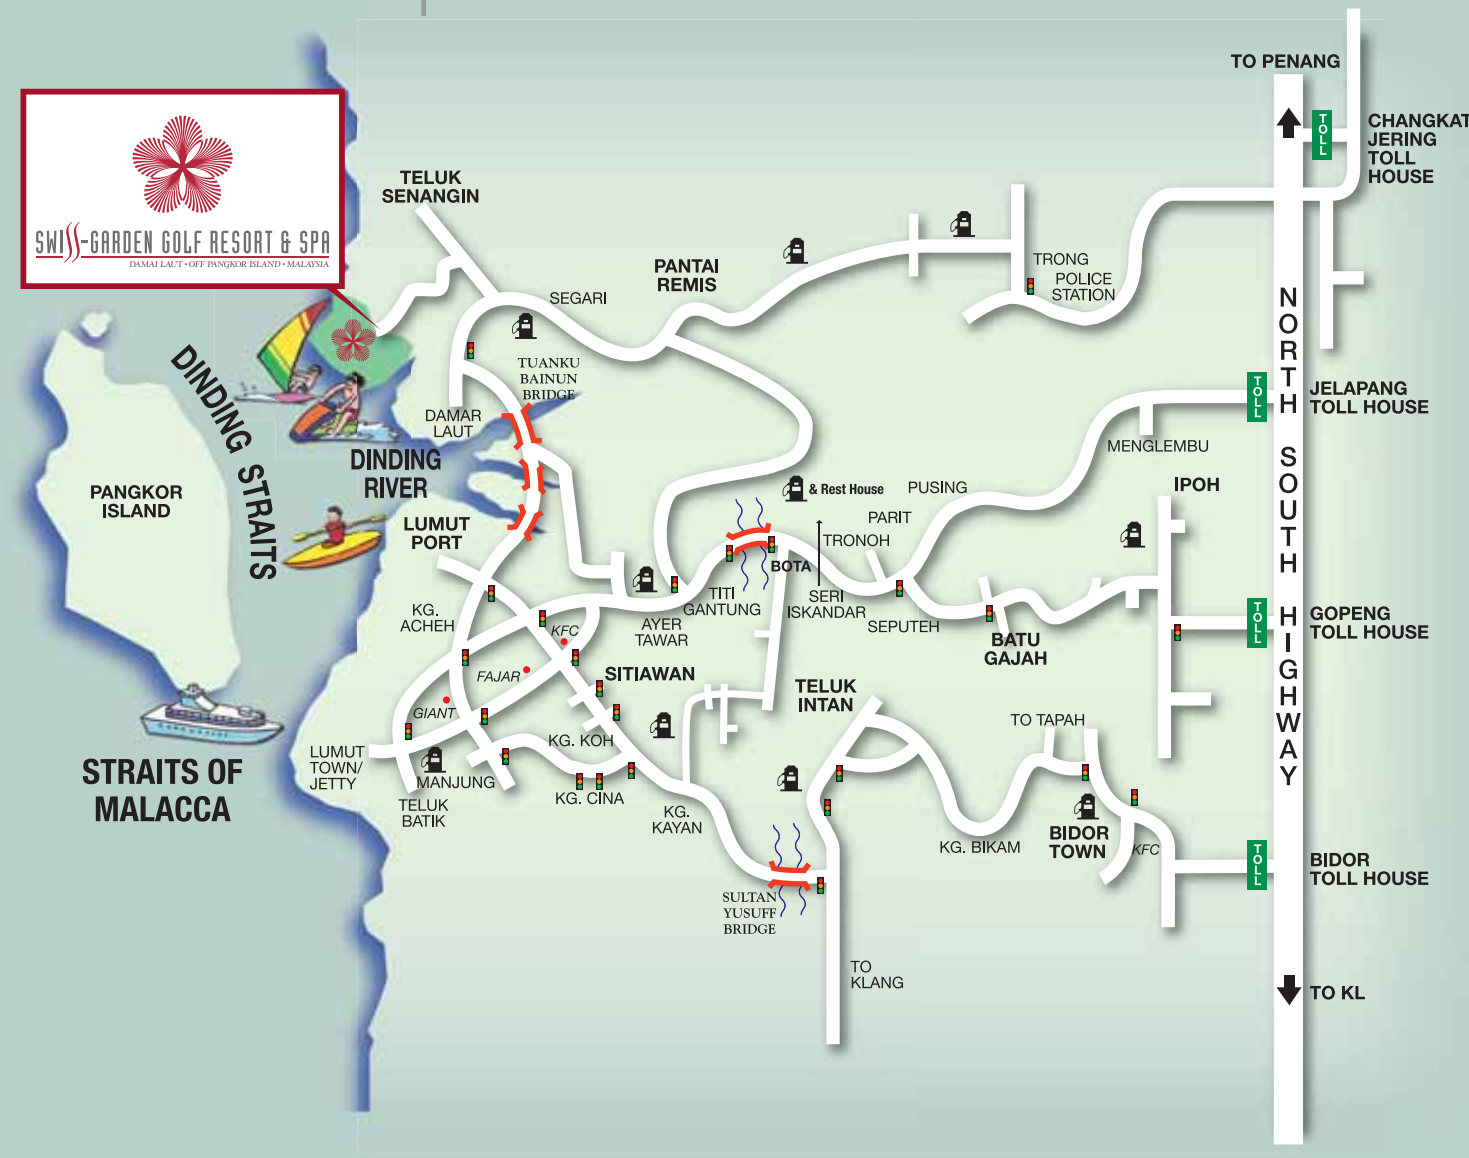 TO PENANG
TOLL
CHANGKAT
JERING
TOLL
HOUSE
SWISS-GARDEN GOLF RESORT & SPA
DAMAI LAUT • OFF PANGKOR ISLAND • MALAYSIA
TELUK
SENANGIN
PANTAI
REMIS
SEGARI
TRONG
POLICE
STATION
NORTH SOUTH HIGHWAY
TUANKU
BAINUN
BRIDGE
DAMAR
LAUT
DINDING STRAITS
DINDING
RIVER
PANGKOR
ISLAND
LUMUT
PORT
TOLL
JELAPANG
TOLL HOUSE
MENGLEMBU
IPOH
& Rest House
PUSING
PARIT
TRONOH
BOTA
SERI
ISKANDAR
TITI
GANTUNG
SEPUTEH
BATU
GAJAH
TOLL
GOPENG
TOLL HOUSE
KG.
ACHEH
KFC
AYER
TAWAR
FAJAR
SITIAWAN
GIANT
TELUK
INTAN
TO TAPAH
LUMUT
TOWN/
JETTY
MANJUNG
KG. KOH
TELUK
BATIK
KG. CINA
KG.
KAYAN
STRAITS OF
MALACCA
KG. BIKAM
BIDOR
TOWN
KFC
TOLL
BIDOR
TOLL HOUSE
SULTAN
YUSUFF
BRIDGE
TO
KLANG
TO KL